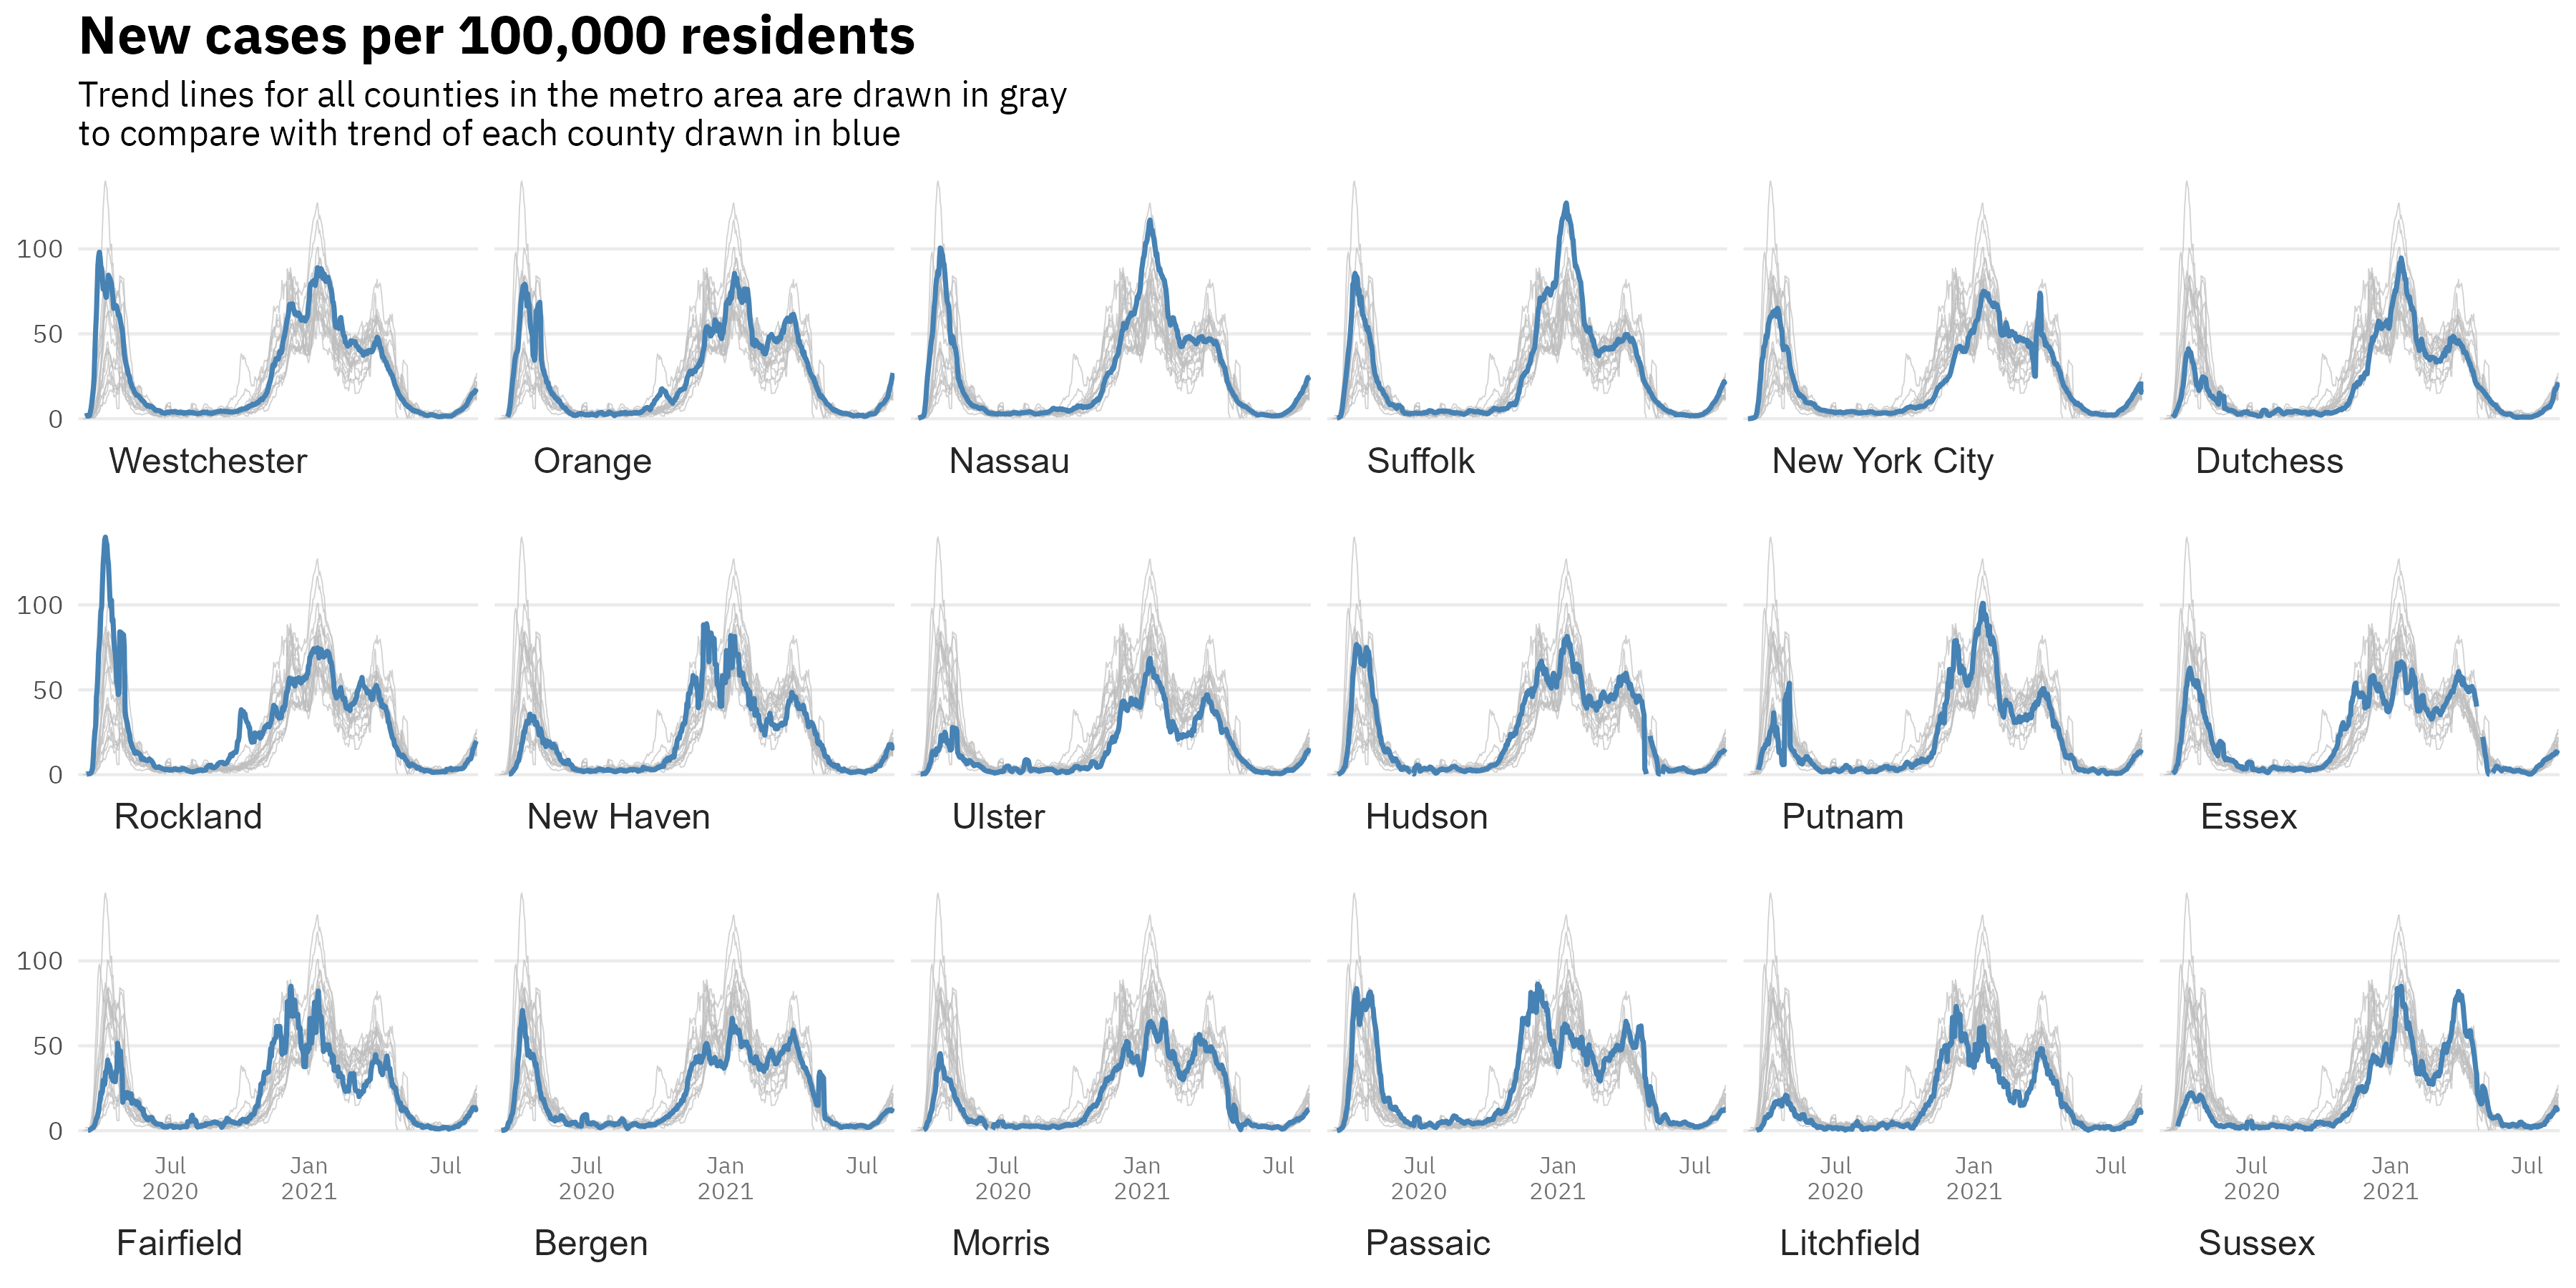 New cases per 100,000 residents
Trend lines for all counties in the metro area are drawn in gray
to compare with trend of each county drawn in blue
100
50
0
Westchester
Orange
Nassau
Suffolk
New York City
Dutchess
100
50
0
Rockland
New Haven
Ulster
Hudson
Putnam
Essex
100
50
0
Jul
2020
Jan
2021
Jul
Jul
2020
Jan
2021
Jul
Jul
2020
Jan
2021
Jul
Jul
2020
Jan
2021
Jul
Jul
2020
Jan
2021
Jul
Jul
2020
Jan
2021
Jul
Fairfield
Bergen
Morris
Passaic
Litchfield
Sussex